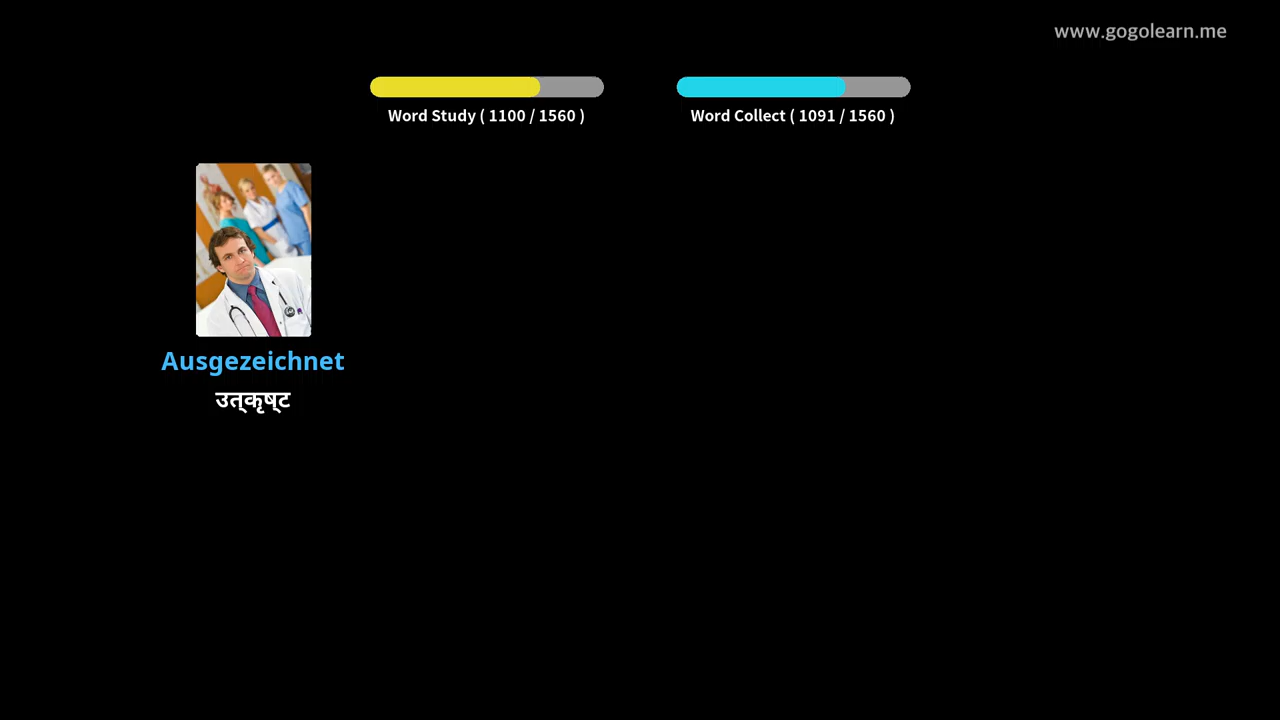 www.gogolearn.me
Word Study ( 1100 / 1560 )
Word Collect ( 1091 / 1560 )
Ausgezeichnet
उत्कृष्ट